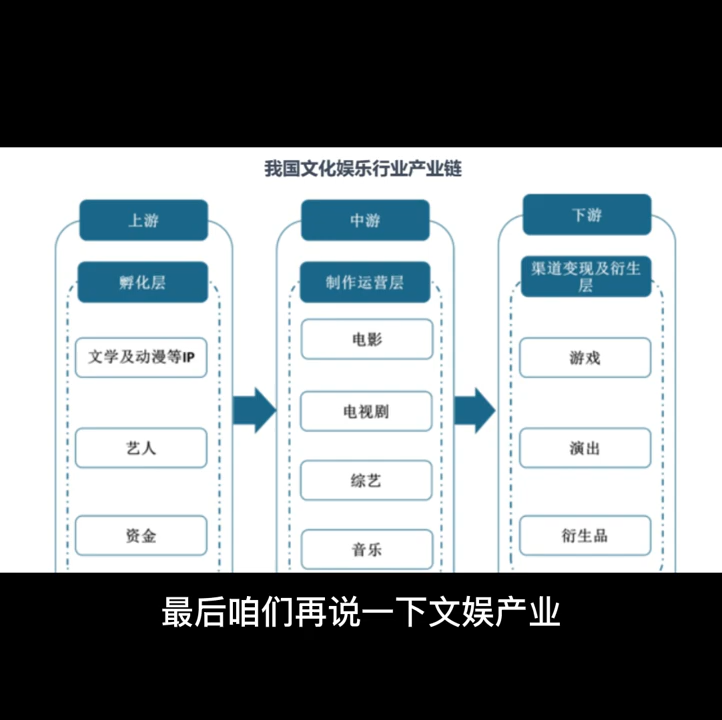 我国文化娱乐行业产业链
上游
孵化层
文学及动漫等IP
艺人
资金
中游
制作运营层
电影
电视剧
综艺
音乐
下游
渠道变现及衍生
层
游戏
演出
衍生品
最后咱们再说一下文娱产业